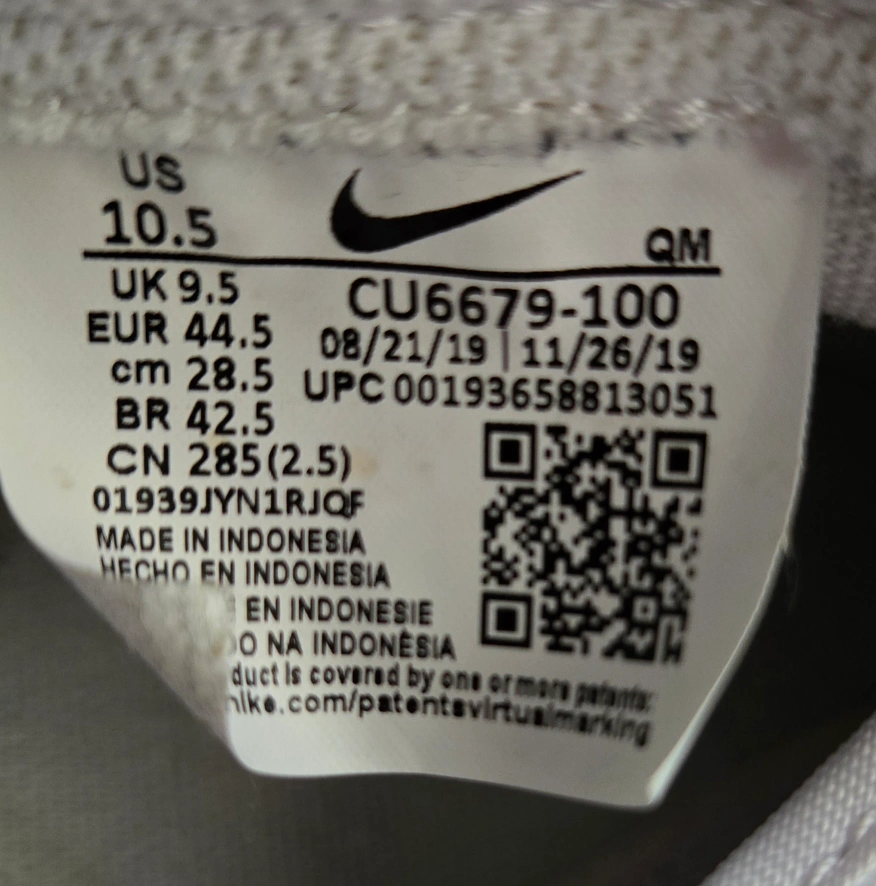 US
10.5
QM
UK 9.5
CU6679-100
EUR 44.5
08/21/19 | 11/26/19
cm 28.5
UPC 00193658813051
BR 42.5
CN 285(2.5)
01939JYN1RJQF
MADE IN INDONESIA
HECHO EN INDONESIA
EN INDONESIE
O NA INDONÉSIA
duct is covered by one or more patents:
nike.com/patentsvirtualmarking